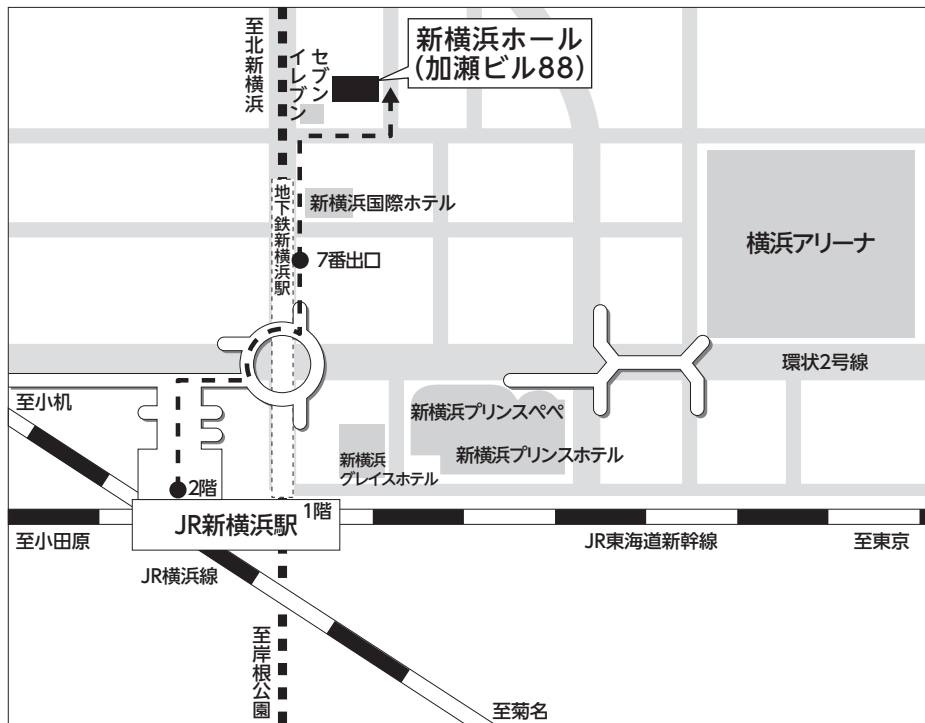 至北新横浜
セブン
イレブン
新横浜ホール
(加瀬ビル88)
地下鉄新横浜駅
新横浜国際ホテル
7番出口
横浜アリーナ
環状2号線
至小机
新横浜プリンスペペ
新横浜プリンスホテル
新横浜
グレイスホテル
2階
1階
JR新横浜駅
至小田原
JR東海道新幹線
至東京
JR横浜線
至岸根公園
至菊名